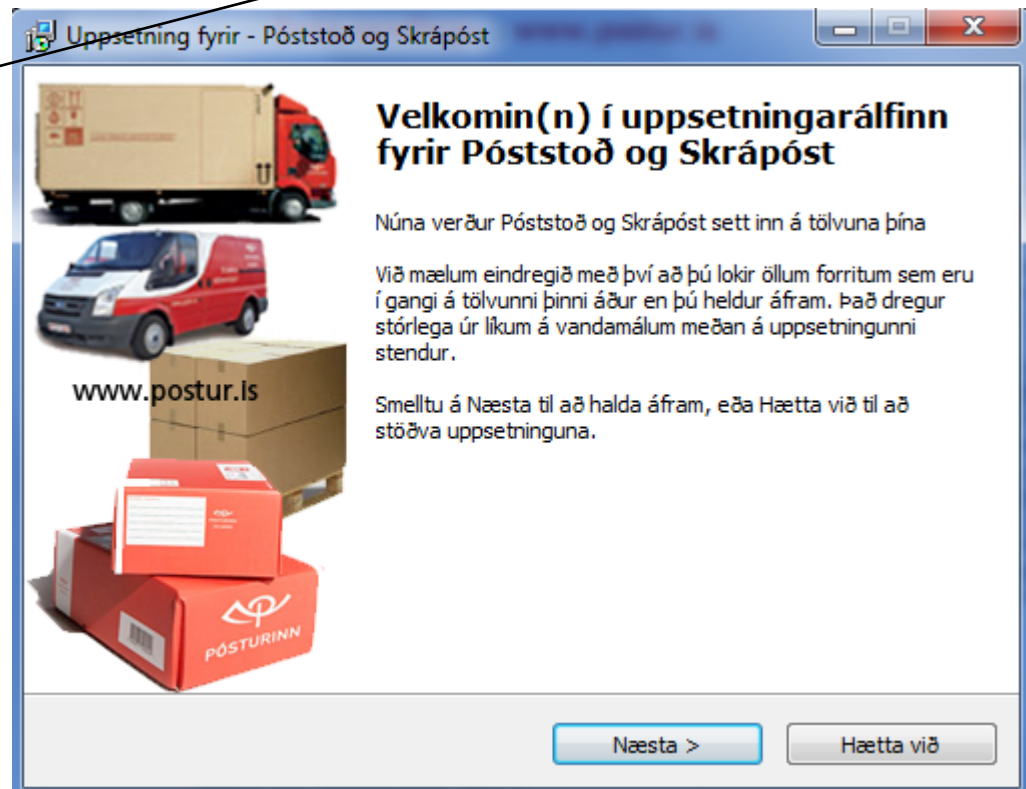 Uppsetning fyrir - Póststoð og Skrápóst
Velkomin(n) í uppsetningarálfinn
fyrir Póststoð og Skrápóst
Núna verður Póststoð og Skrápóst sett inn á tölvuna þína
Við mælum eindregið með því að þú lokir öllum forritum sem eru
í gangi á tölvunni þinni áður en þú heldur áfram. Það dregur
stórlega úr líkum á vandamálum meðan á uppsetningunni
stendur.
Smelltu á Næsta til að halda áfram, eða Hætta við til að
stöðva uppsetninguna.
www.postur.is
PÓSTURINN
Næsta >
Hætta við